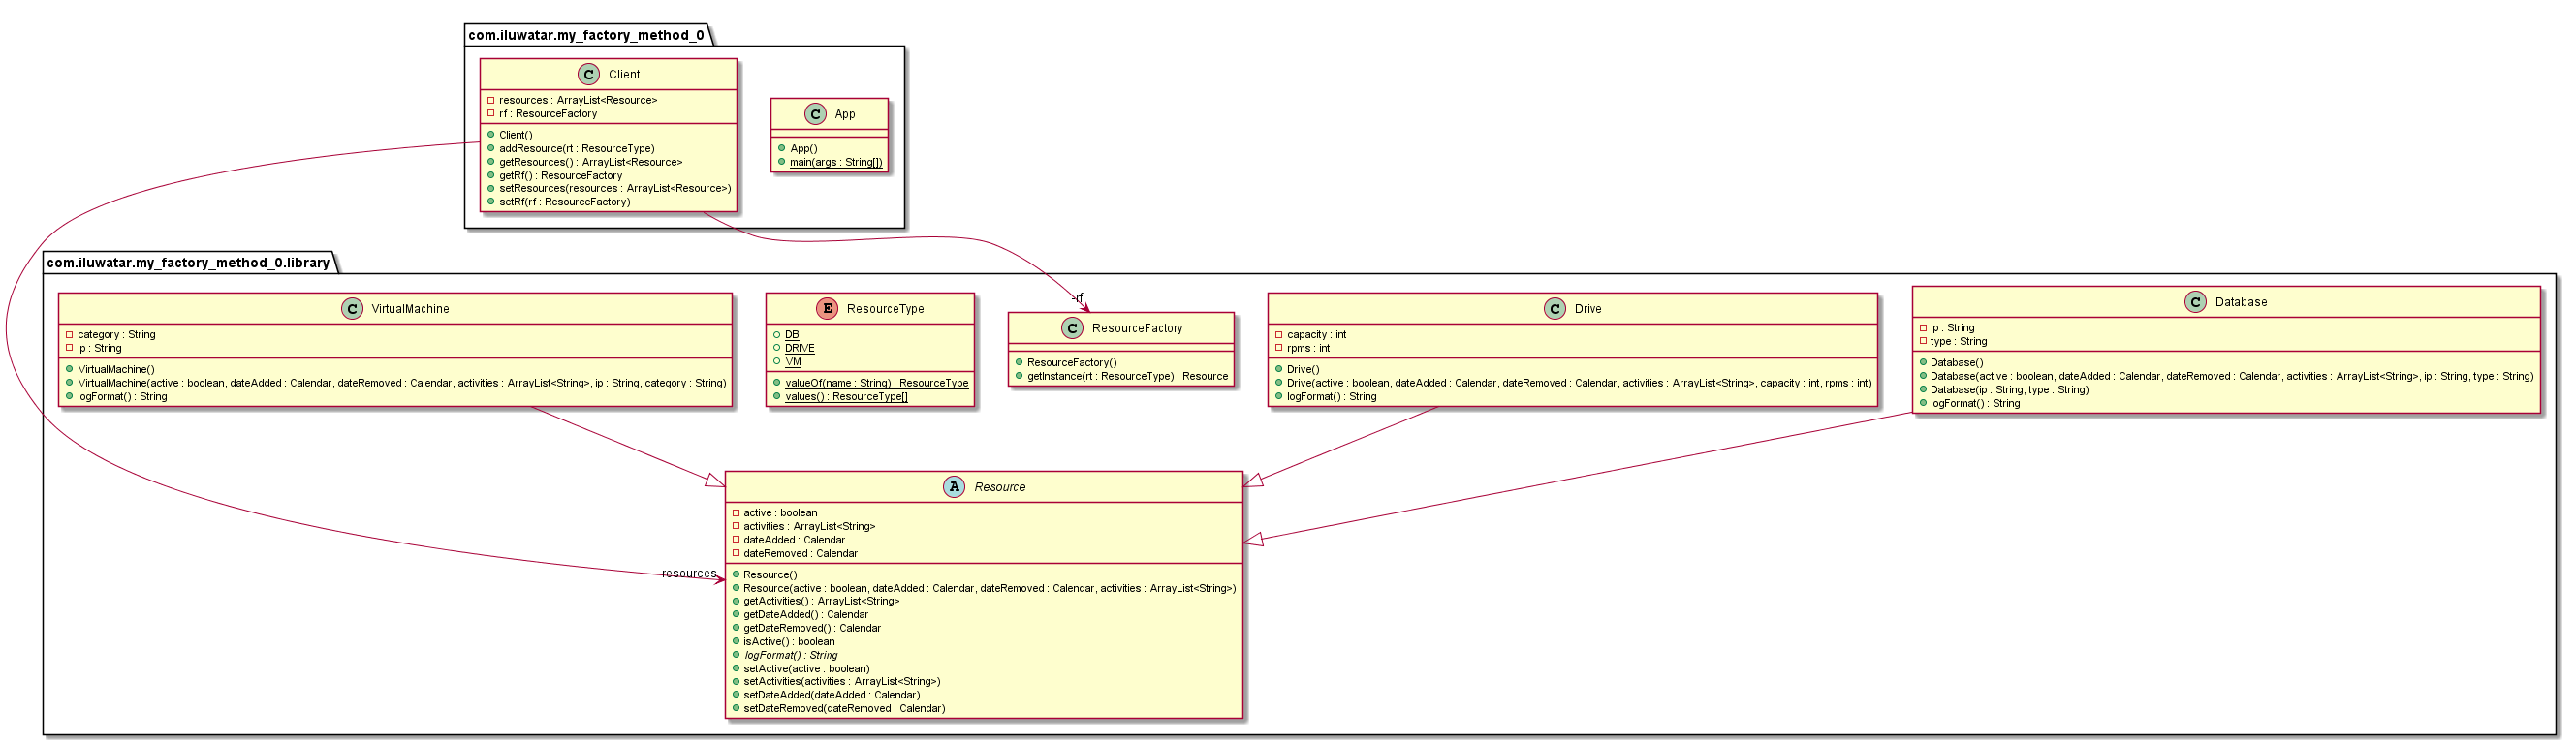 com.iluwatar.my_factory_method_0
C Client
resources : ArrayList<Resource>
rf : ResourceFactory
Client()
addResource(rt : ResourceType)
getResources() : ArrayList<Resource>
getRf() : ResourceFactory
setResources(resources : ArrayList<Resource>)
setRf(rf : ResourceFactory)
C App
App()
main(args : String[])
com.iluwatar.my_factory_method_0.library
C VirtualMachine
category : String
ip : String
VirtualMachine()
VirtualMachine(active : boolean, dateAdded : Calendar, dateRemoved : Calendar, activities : ArrayList<String>, ip : String, category : String)
logFormat() : String
E ResourceType
DB
DRIVE
VM
valueOf(name : String) : ResourceType
values() : ResourceType[]
-rf
C ResourceFactory
ResourceFactory()
getInstance(rt : ResourceType) : Resource
C Drive
capacity : int
rpms : int
Drive()
Drive(active : boolean, dateAdded : Calendar, dateRemoved : Calendar, activities : ArrayList<String>, capacity : int, rpms : int)
logFormat() : String
C Database
ip : String
type : String
Database()
Database(active : boolean, dateAdded : Calendar, dateRemoved : Calendar, activities : ArrayList<String>, ip : String, type : String)
Database(ip : String, type : String)
logFormat() : String
-resources
A Resource
active : boolean
activities : ArrayList<String>
dateAdded : Calendar
dateRemoved : Calendar
Resource()
Resource(active : boolean, dateAdded : Calendar, dateRemoved : Calendar, activities : ArrayList<String>)
getActivities() : ArrayList<String>
getDateAdded() : Calendar
getDateRemoved() : Calendar
isActive() : boolean
logFormat() : String
setActive(active : boolean)
setActivities(activities : ArrayList<String>)
setDateAdded(dateAdded : Calendar)
setDateRemoved(dateRemoved : Calendar)